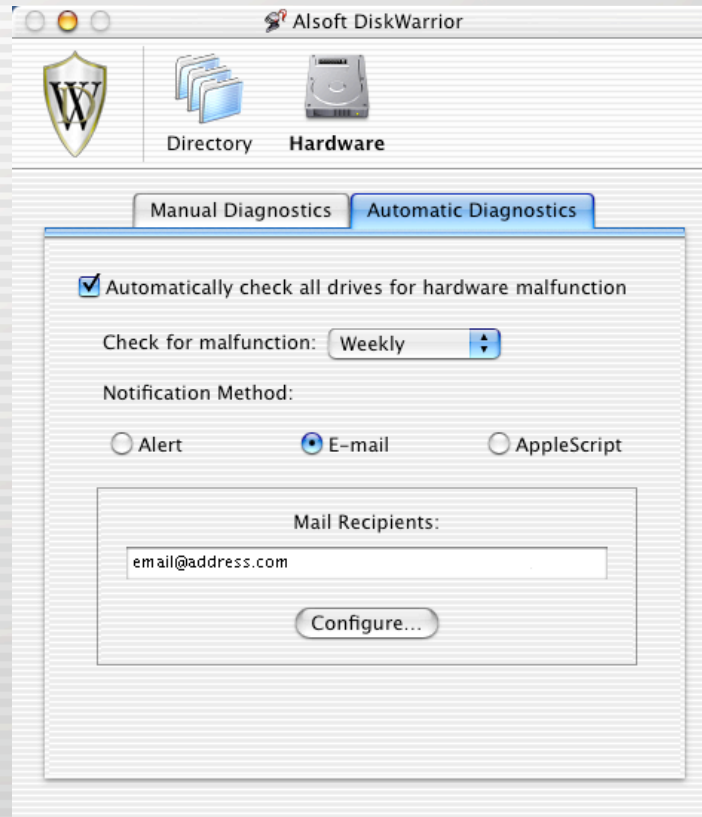 Alsoft DiskWarrior
W
Directory Hardware
Manual Diagnostics Automatic Diagnostics
Automatically check all drives for hardware malfunction
Check for malfunction: Weekly
Notification Method:
Alert E-mail AppleScript
Mail Recipients:
email@address.com
Configure...